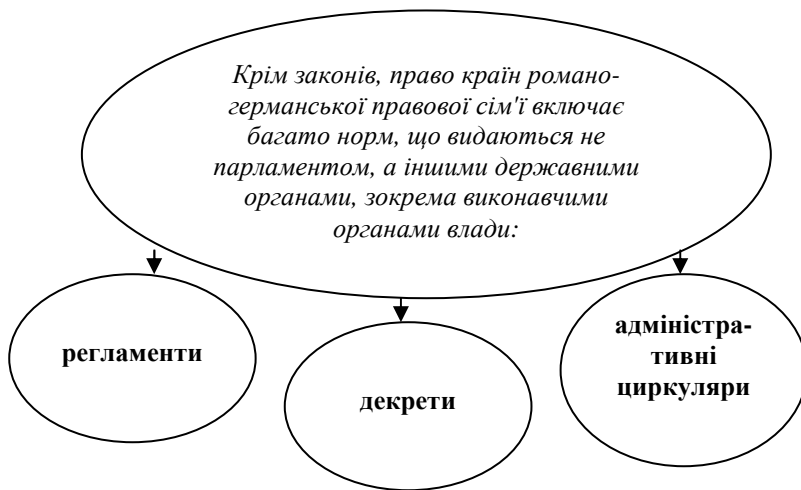 Крім законів, право країн романо-
германської правової сім'ї включає
багато норм, що видаються не
парламентом, а іншими державними
органами, зокрема виконавчими
органами влади:
регламенти
декрети
адміністра-
тивні
циркуляри